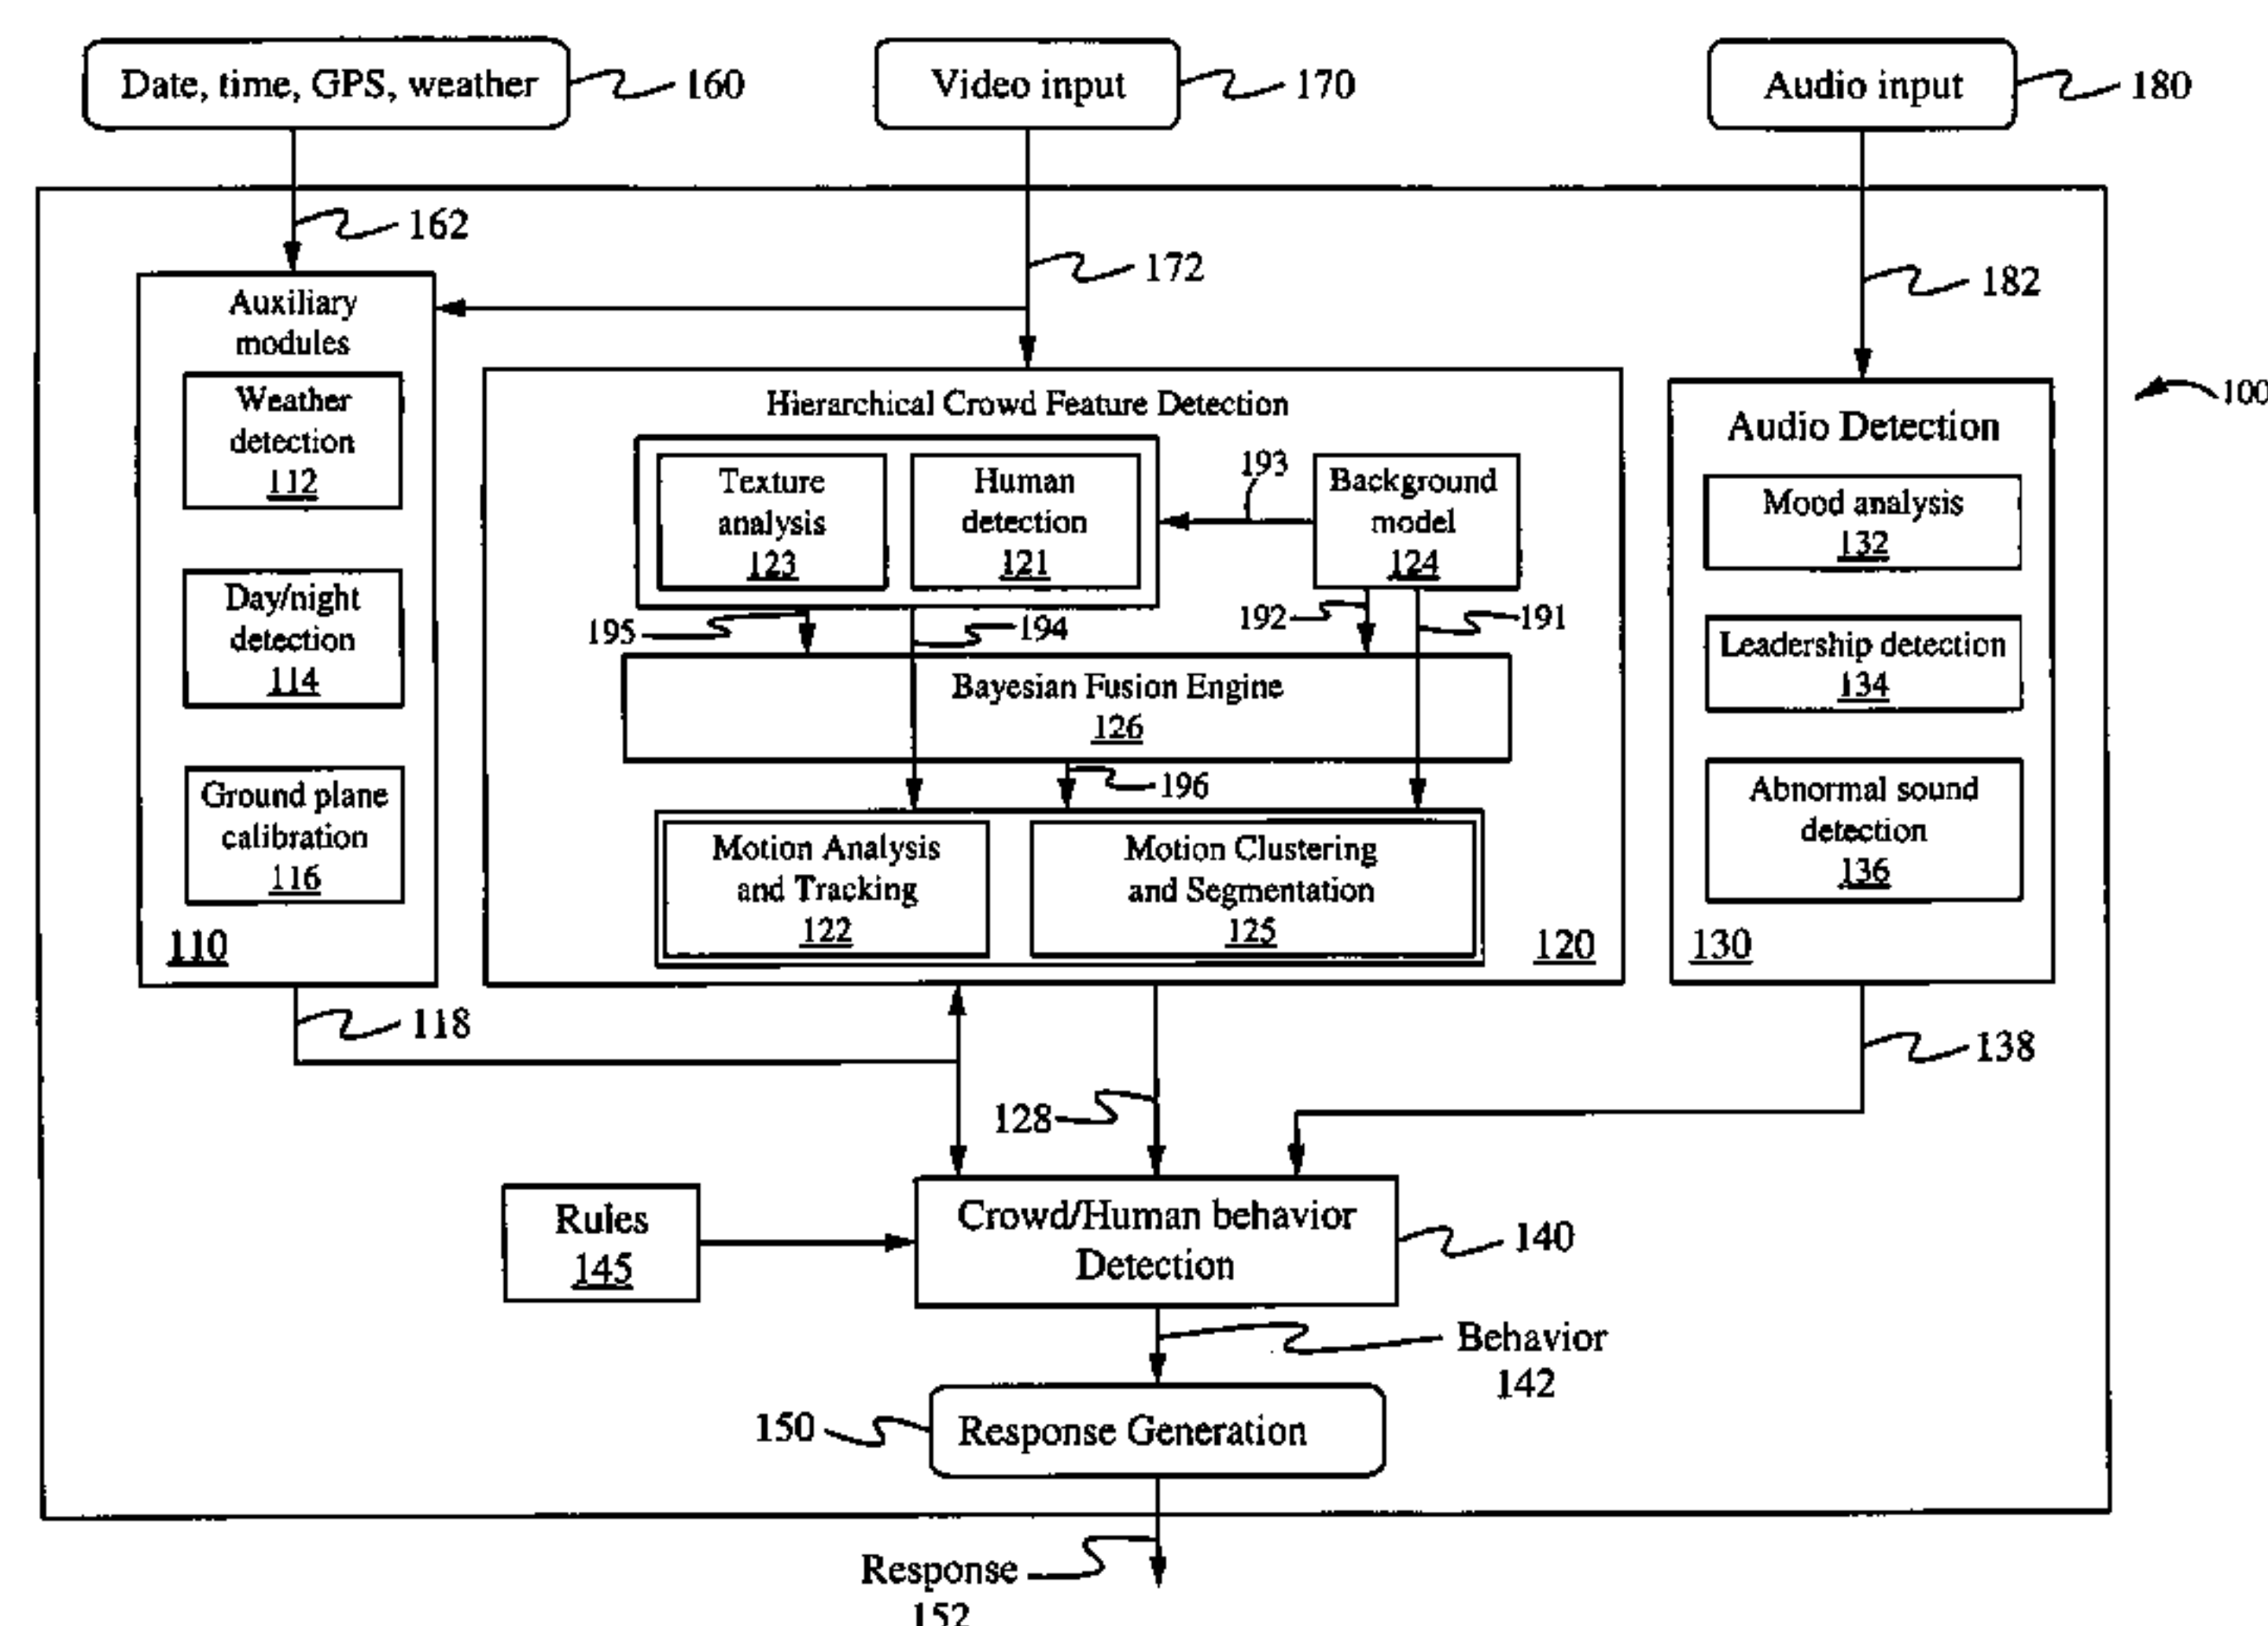 Date, time, GPS, weather
160
Video input
170
Audio input
180
162
172
182
100
Auxiliary
modules
Weather
detection
112
Day/night
detection
114
Ground plane
calibration
116
110
Hierarchical Crowd Feature Detection
Texture
analysis
123
Human
detection
121
193
Background
model
124
195
194
192
191
Bayesian Fusion Engine
126
196
Motion Analysis
and Tracking
122
Motion Clustering
and Segmentation
125
120
Audio Detection
Mood analysis
132
Leadership detection
134
Abnormal sound
detection
136
130
118
128
138
Rules
145
Crowd/Human behavior
Detection
140
Behavior
142
150
Response Generation
Response
152